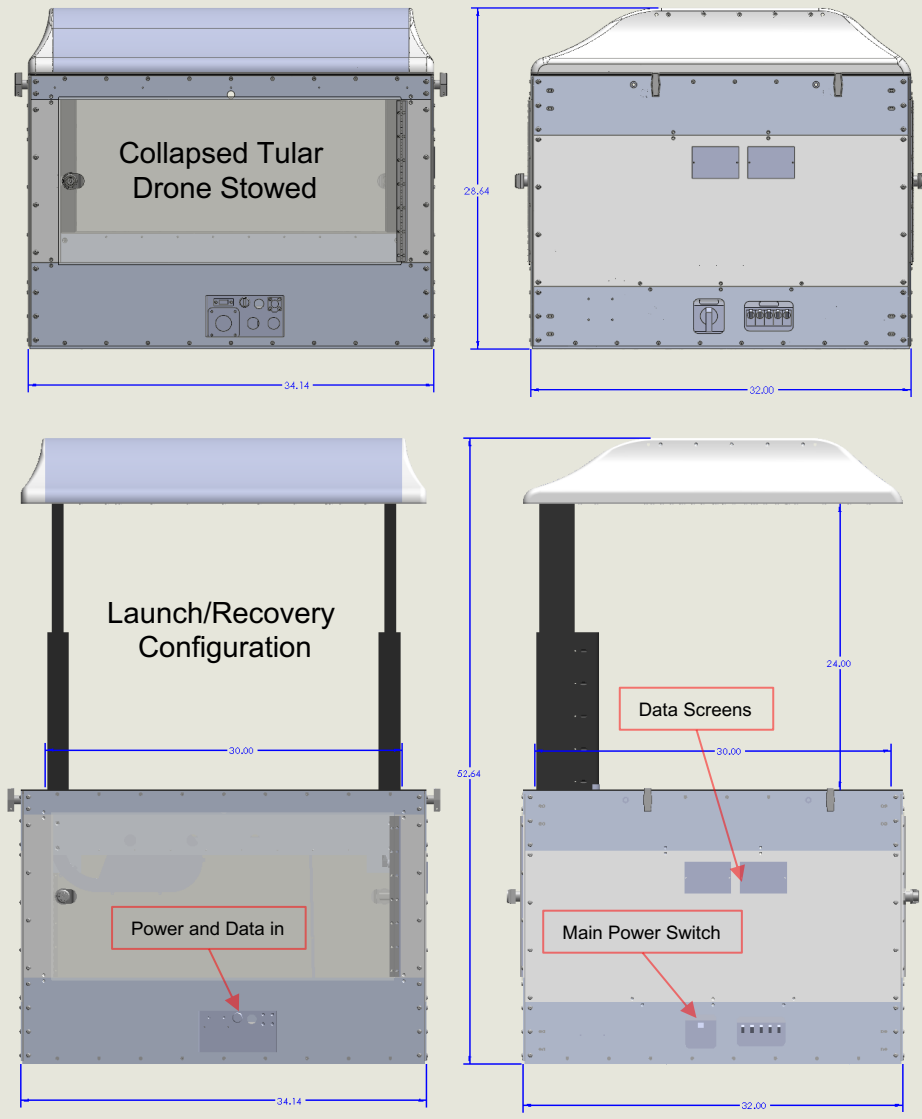 Collapsed Tular
Drone Stowed
28.64
34.14
32.00
Launch/Recovery
Configuration
24.00
Data Screens
30.00
30.00
52.64
Power and Data in
Main Power Switch
34.14
32.00